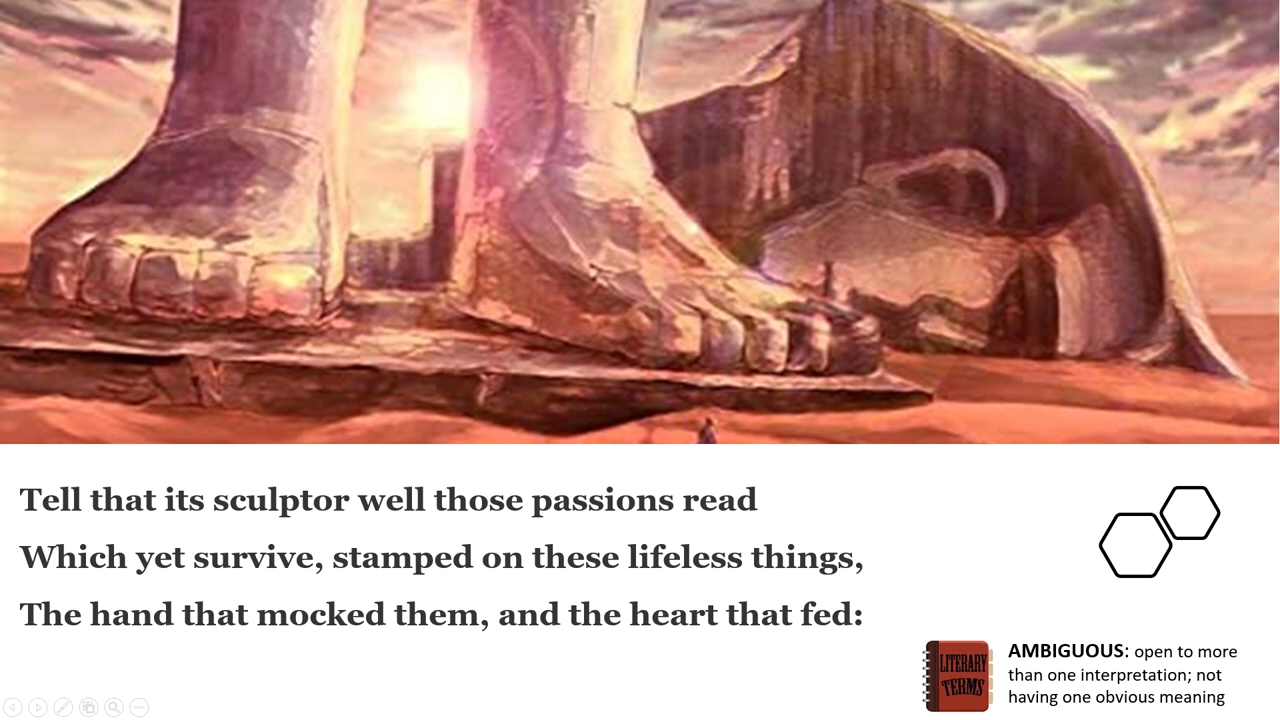 Tell that its sculptor well those passions read
Which yet survive, stamped on these lifeless things,
The hand that mocked them, and the heart that fed:
LITERARY
TERMS
AMBIGUOUS: open to more
than one interpretation; not
having one obvious meaning